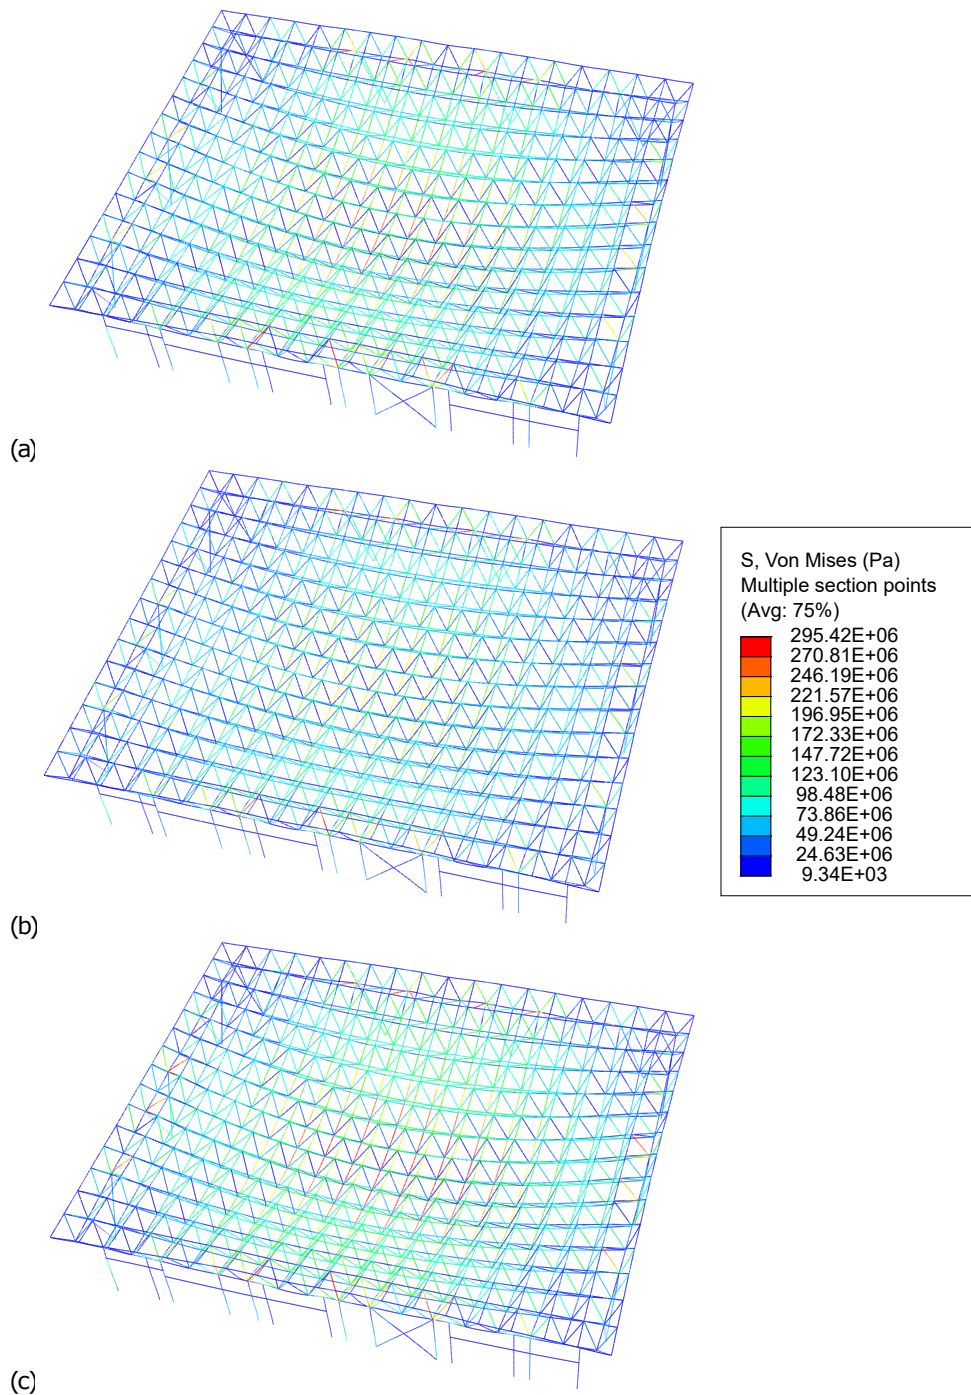 (a)
S, Von Mises (Pa)
Multiple section points
(Avg: 75%)
295.42E+06
270.81E+06
246.19E+06
221.57E+06
196.95E+06
172.33E+06
147.72E+06
123.10E+06
98.48E+06
73.86E+06
49.24E+06
24.63E+06
9.34E+03
(b)
(c)